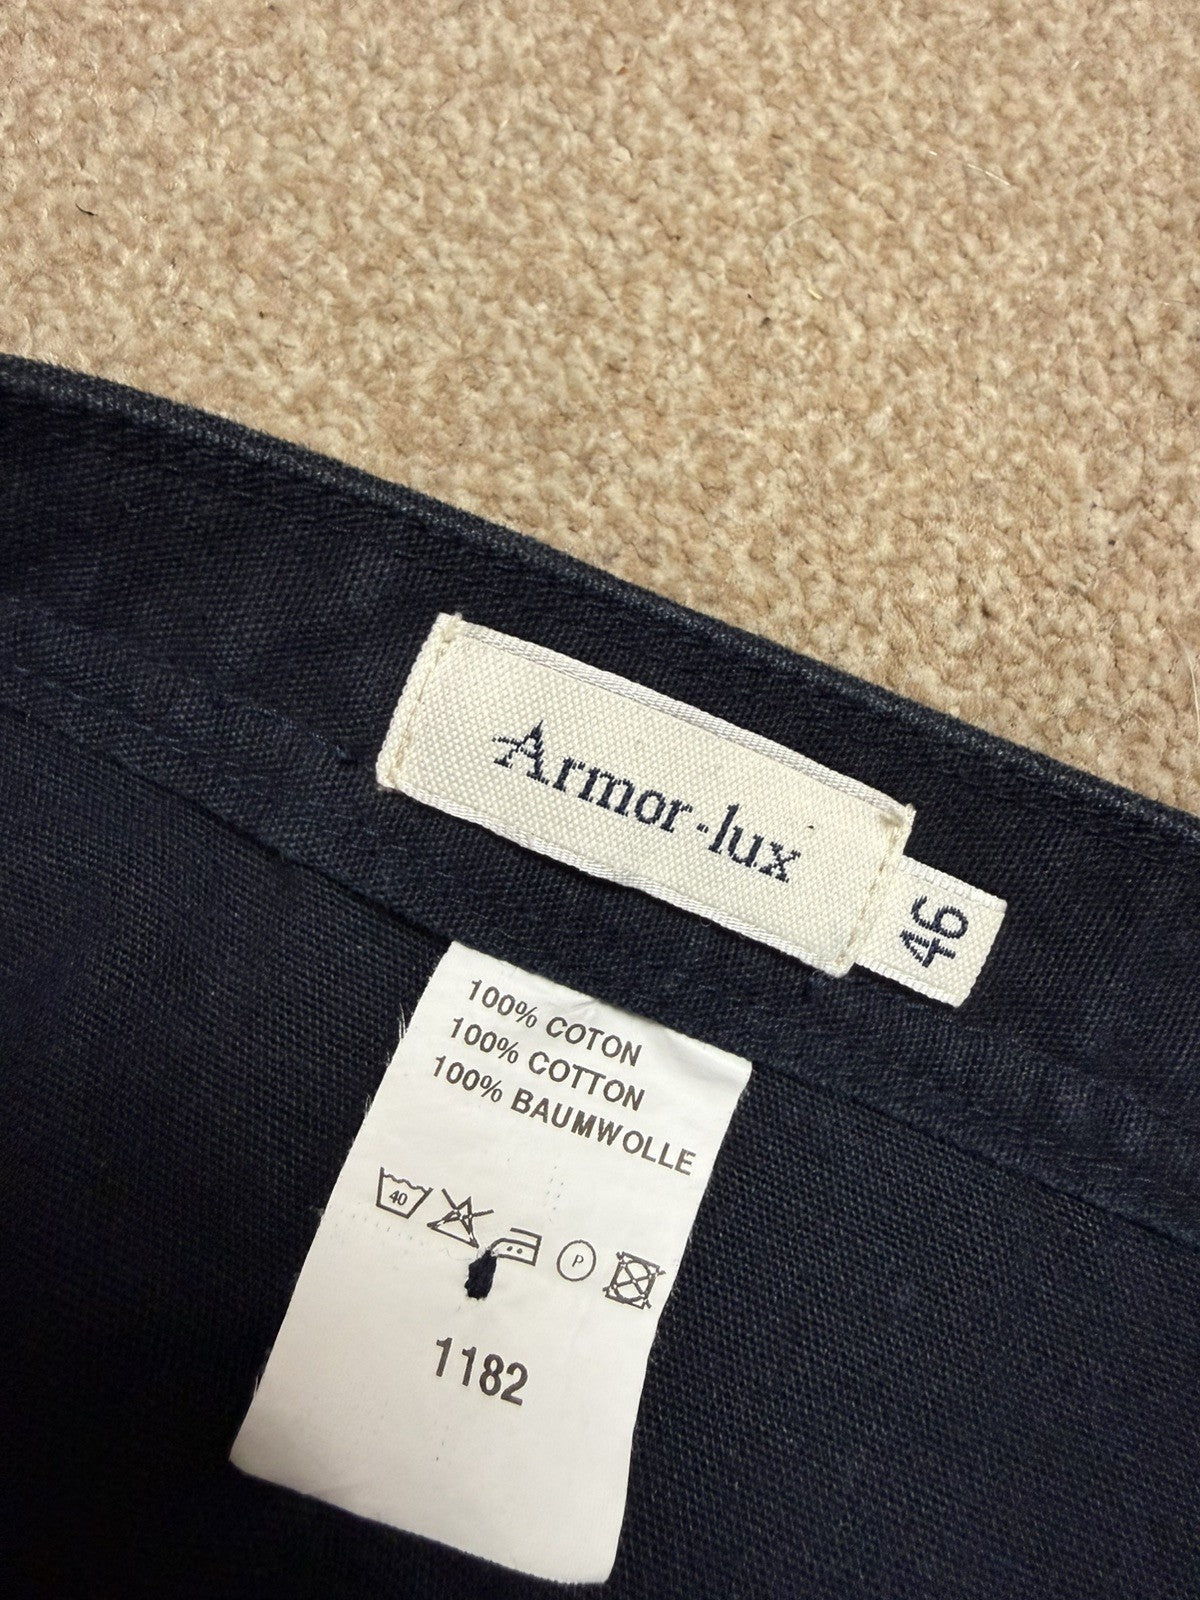 Armor·lux
46
100% COTON
100% COTTON
100% BAUMWOLLE
40
P
1182